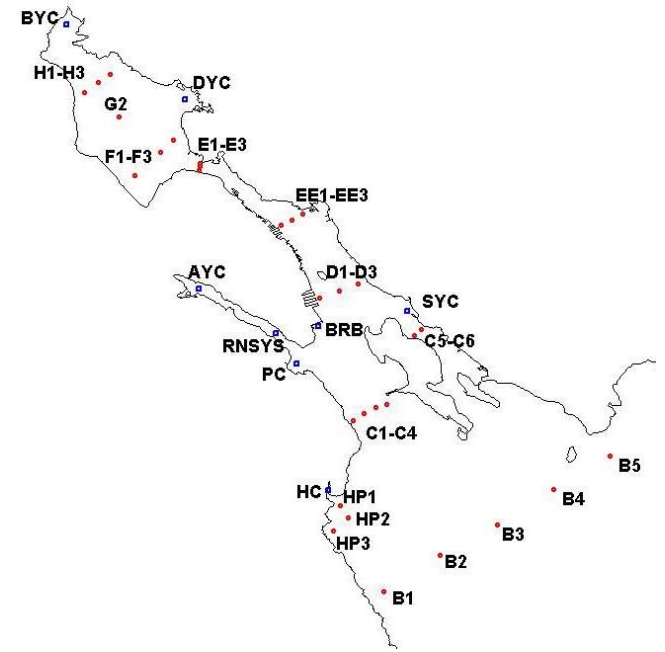 BYC
H1-H3
DYC
G2
E1-E3
F1-F3
EE1-EE3
AYC
D1-D3
SYC
BRB
RNSYS
C5-C6
PC
C1-C4
B5
HC
B4
HP1
HP2
B3
HP3
B2
B1